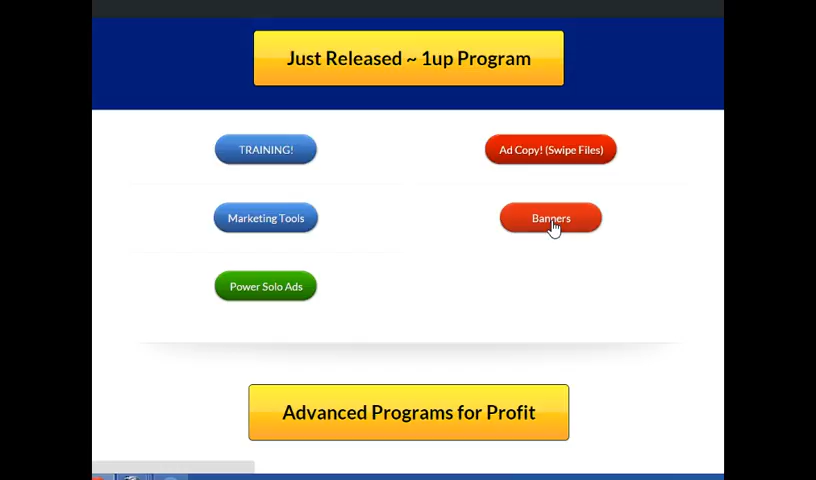 Just Released ~ 1up Program
TRAINING!
Ad Copy! (Swipe Files)
Marketing Tools
Banners
Power Solo Ads
Advanced Programs for Profit